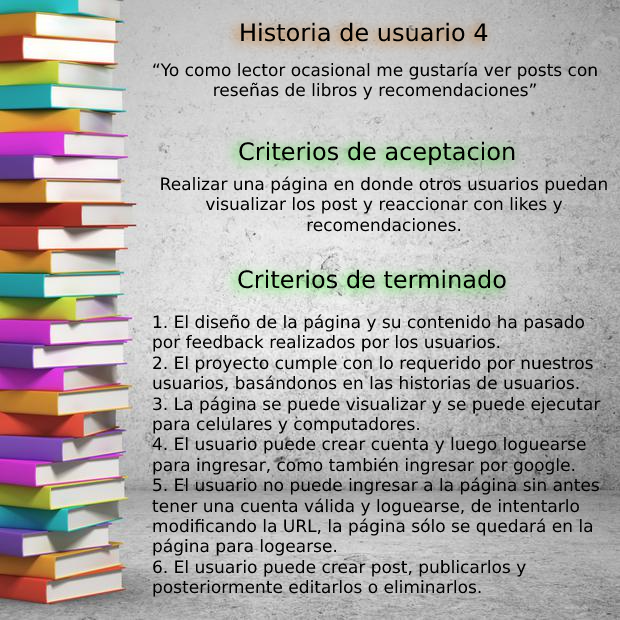 Historia de usuario 4
“Yo como lector ocasional me gustaría ver posts con
reseñas de libros y recomendaciones”
Criterios de aceptacion
Realizar una página en donde otros usuarios puedan
visualizar los post y reaccionar con likes y
recomendaciones.
Criterios de terminado
1. El diseño de la página y su contenido ha pasado
por feedback realizados por los usuarios.
2. El proyecto cumple con lo requerido por nuestros
usuarios, basándonos en las historias de usuarios.
3. La página se puede visualizar y se puede ejecutar
para celulares y computadores.
4. El usuario puede crear cuenta y luego loguearse
para ingresar, como también ingresar por google.
5. El usuario no puede ingresar a la página sin antes
tener una cuenta válida y loguearse, de intentarlo
modificando la URL, la página sólo se quedará en la
página para logearse.
6. El usuario puede crear post, publicarlos y
posteriormente editarlos o eliminarlos.